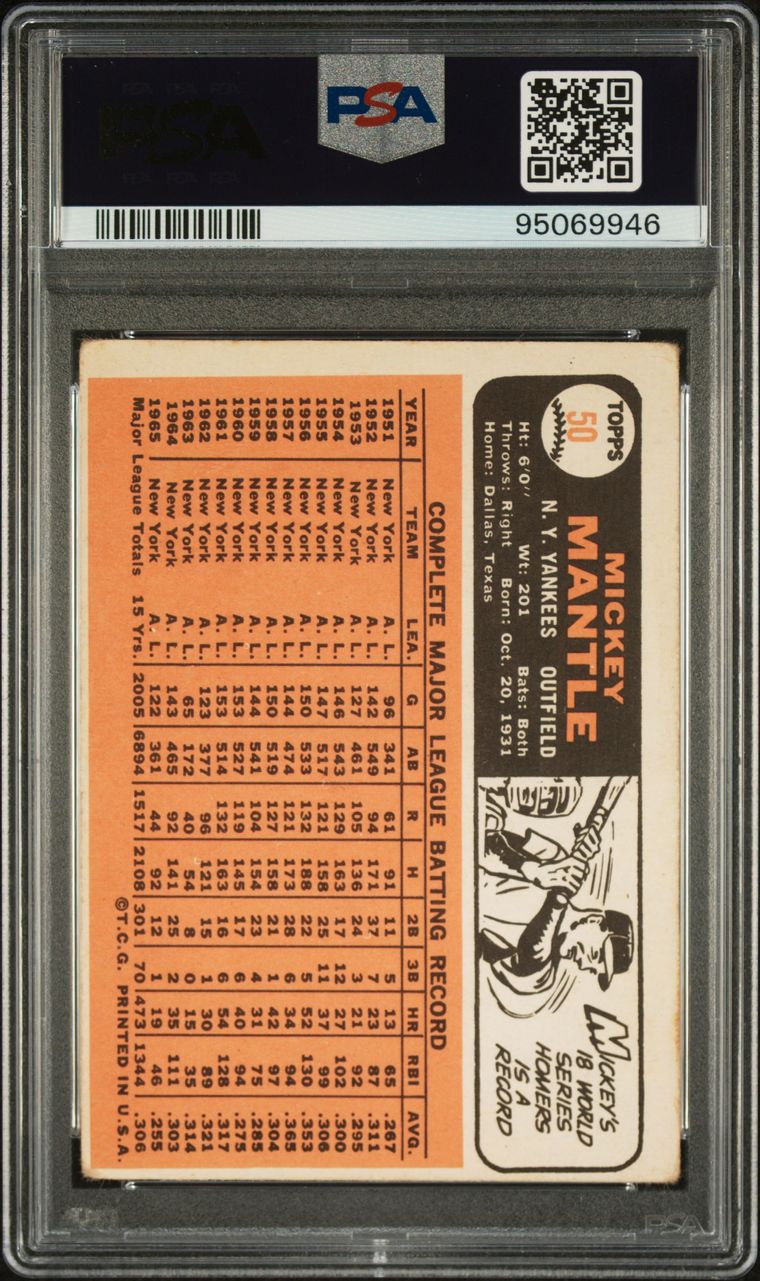 PSA
PSA
95069946
TOPPS
50
MICKEY
MANTLE
N. Y. YANKEES OUTFIELD
Ht: 6'0" Wt: 201 Bats: Both
Throws: Right Born: Oct. 20, 1931
Home: Dallas, Texas
MICKEY'S
18 WORLD
SERIES
HOMERS
IS A
RECORD
COMPLETE MAJOR LEAGUE BATTING RECORD
YEAR TEAM LEA. G AB R H 2B 3B HR RBI AVG.
1951 New York A. L. 96 341 61 91 11 5 13 65 .267
1952 New York A. L. 142 549 94 171 37 7 23 87 .311
1953 New York A. L. 127 461 105 136 24 3 21 92 .295
1954 New York A. L. 146 543 129 163 17 12 27 102 .300
1955 New York A. L. 147 517 121 158 25 11 37 99 .306
1956 New York A. L. 150 533 132 188 22 5 52 130 .353
1957 New York A. L. 144 474 121 173 28 6 34 94 .365
1958 New York A. L. 150 519 127 158 21 1 42 97 .304
1959 New York A. L. 144 541 104 154 23 4 31 75 .285
1960 New York A. L. 153 527 119 145 17 6 40 94 .275
1961 New York A. L. 153 514 132 163 16 6 54 128 .317
1962 New York A. L. 123 377 96 121 15 1 30 89 .321
1963 New York A. L. 65 172 40 54 8 0 15 35 .314
1964 New York A. L. 143 465 92 141 25 2 35 111 .303
1965 New York A. L. 122 361 44 92 12 1 19 46 .255
Major League Totals 15 Yrs. 2005 6894 1517 2108 301 70 473 1344 .306
©T.C.G. PRINTED IN U.S.A.
PSA